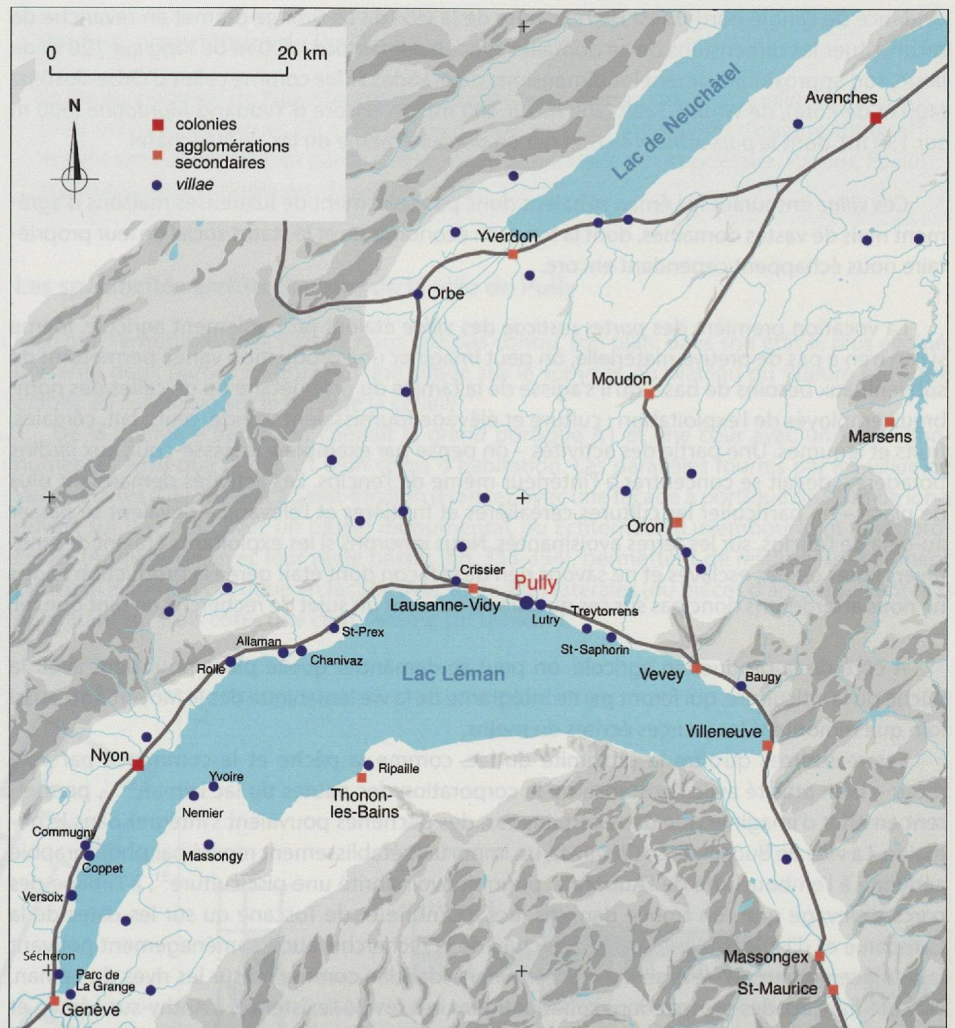 0 20 km
N
colonies
agglomérations
secondaires
villae
Lac de Neuchâtel
Avenches
Yverdon
Orbe
Moudon
Marsens
Oron
Crissier
Pully
Lausanne-Vidy
Lutry
Treytorrens
St-Saphorin
St-Prex
Allaman
Chanivaz
Rolle
Lac Léman
Vevey
Baugy
Villeneuve
Nyon
Ripaille
Thonon-
les-Bains
Yvoire
Nernier
Commugny
Coppet
Massongy
Versoix
Sécheron
Parc de
La Grange
Genève
Massongex
St-Maurice